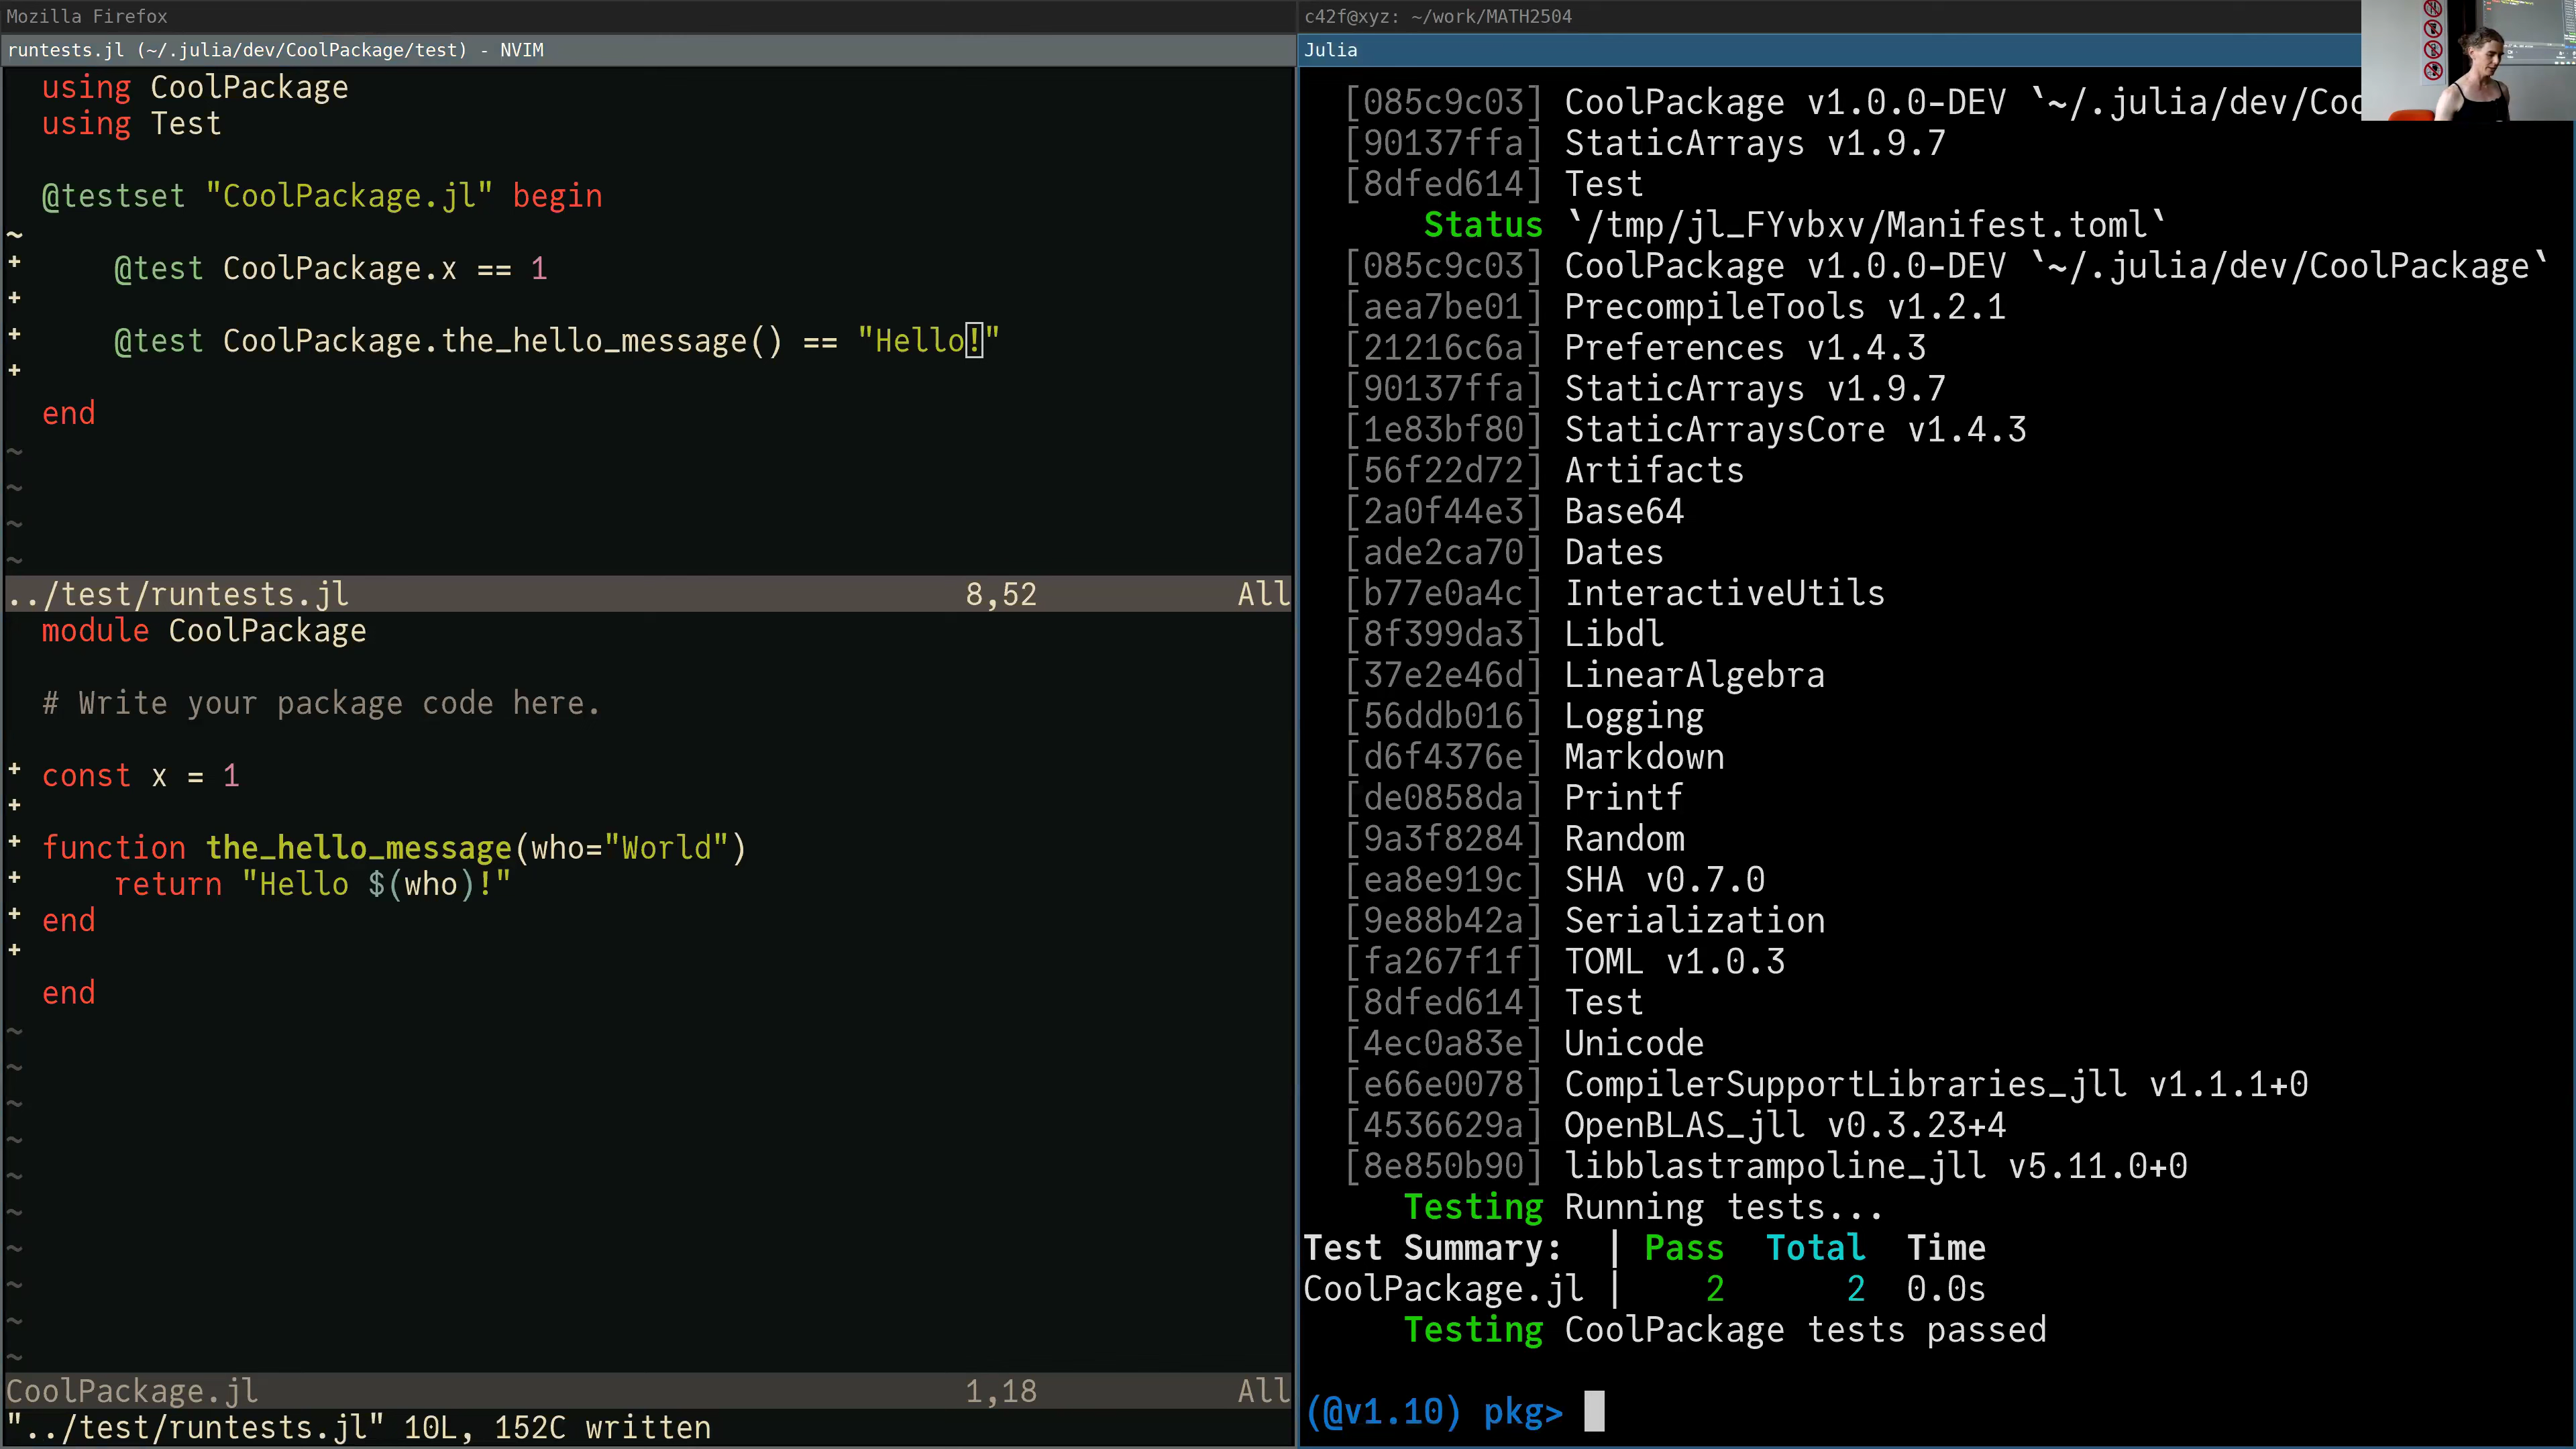 Mozilla Firefox
runtests.jl (~/.julia/dev/CoolPackage/test) - NVIM
using CoolPackage
using Test
@testset "CoolPackage.jl" begin
~
+ @test CoolPackage.x == 1
+
+ @test CoolPackage.the_hello_message() == "Hello!"
+
end
~
~
~
~
../test/runtests.jl 8,52 All
module CoolPackage
# Write your package code here.
+ const x = 1
+
+ function the_hello_message(who="World")
+ return "Hello $(who)!"
+ end
+
end
~
~
~
~
~
~
~
~
~
~
CoolPackage.jl 1,18 All
"../test/runtests.jl" 10L, 152C written
c42f@xyz: ~/work/MATH2504
Julia
[085c9c03] CoolPackage v1.0.0-DEV `~/.julia/dev/Coo
[90137ffa] StaticArrays v1.9.7
[8dfed614] Test
Status `/tmp/jl_FYvbxv/Manifest.toml`
[085c9c03] CoolPackage v1.0.0-DEV `~/.julia/dev/CoolPackage`
[aea7be01] PrecompileTools v1.2.1
[21216c6a] Preferences v1.4.3
[90137ffa] StaticArrays v1.9.7
[1e83bf80] StaticArraysCore v1.4.3
[56f22d72] Artifacts
[2a0f44e3] Base64
[ade2ca70] Dates
[b77e0a4c] InteractiveUtils
[8f399da3] Libdl
[37e2e46d] LinearAlgebra
[56ddb016] Logging
[d6f4376e] Markdown
[de0858da] Printf
[9a3f8284] Random
[ea8e919c] SHA v0.7.0
[9e88b42a] Serialization
[fa267f1f] TOML v1.0.3
[8dfed614] Test
[4ec0a83e] Unicode
[e66e0078] CompilerSupportLibraries_jll v1.1.1+0
[4536629a] OpenBLAS_jll v0.3.23+4
[8e850b90] libblastrampoline_jll v5.11.0+0
Testing Running tests...
Test Summary: | Pass Total Time
CoolPackage.jl | 2 2 0.0s
Testing CoolPackage tests passed
(@v1.10) pkg>